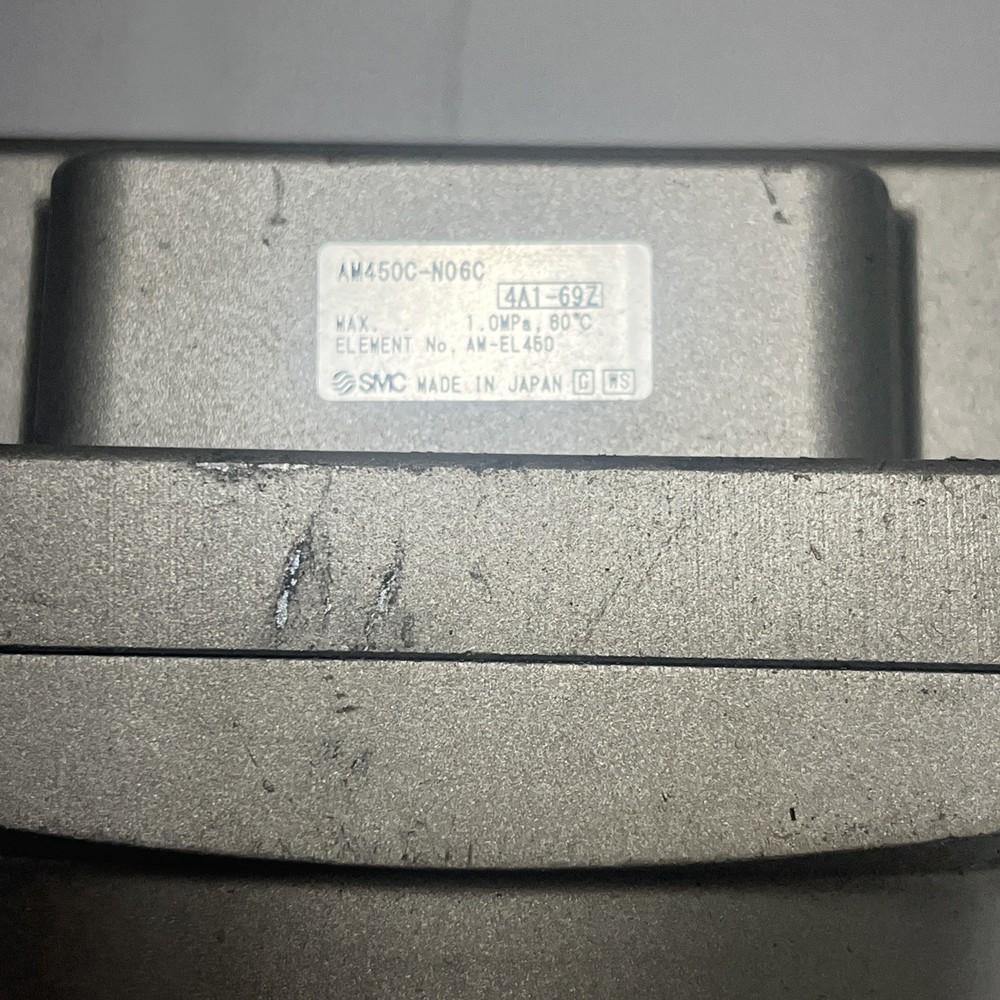 AM450C-N06C
4A1-69Z
MAX. 1.0MPa, 60℃
ELEMENT No. AM-EL450
SMC MADE IN JAPAN G WS